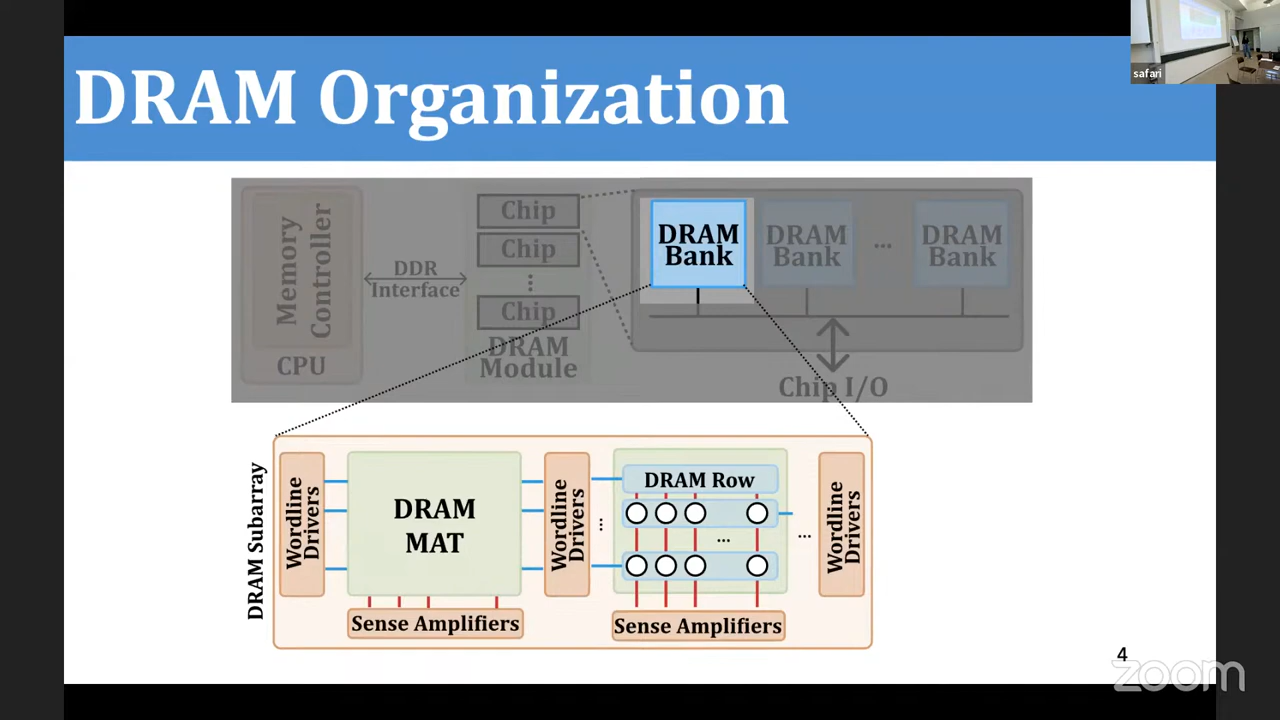 DRAM Organization
safari
Memory
Controller
CPU
DDR
Interface
Chip
Chip
Chip
DRAM
Module
DRAM
Bank
DRAM
Bank
...
DRAM
Bank
Chip I/O
DRAM Subarray
Wordline
Drivers
DRAM
MAT
Sense Amplifiers
Wordline
Drivers
...
DRAM Row
...
Sense Amplifiers
...
Wordline
Drivers
4
zoom